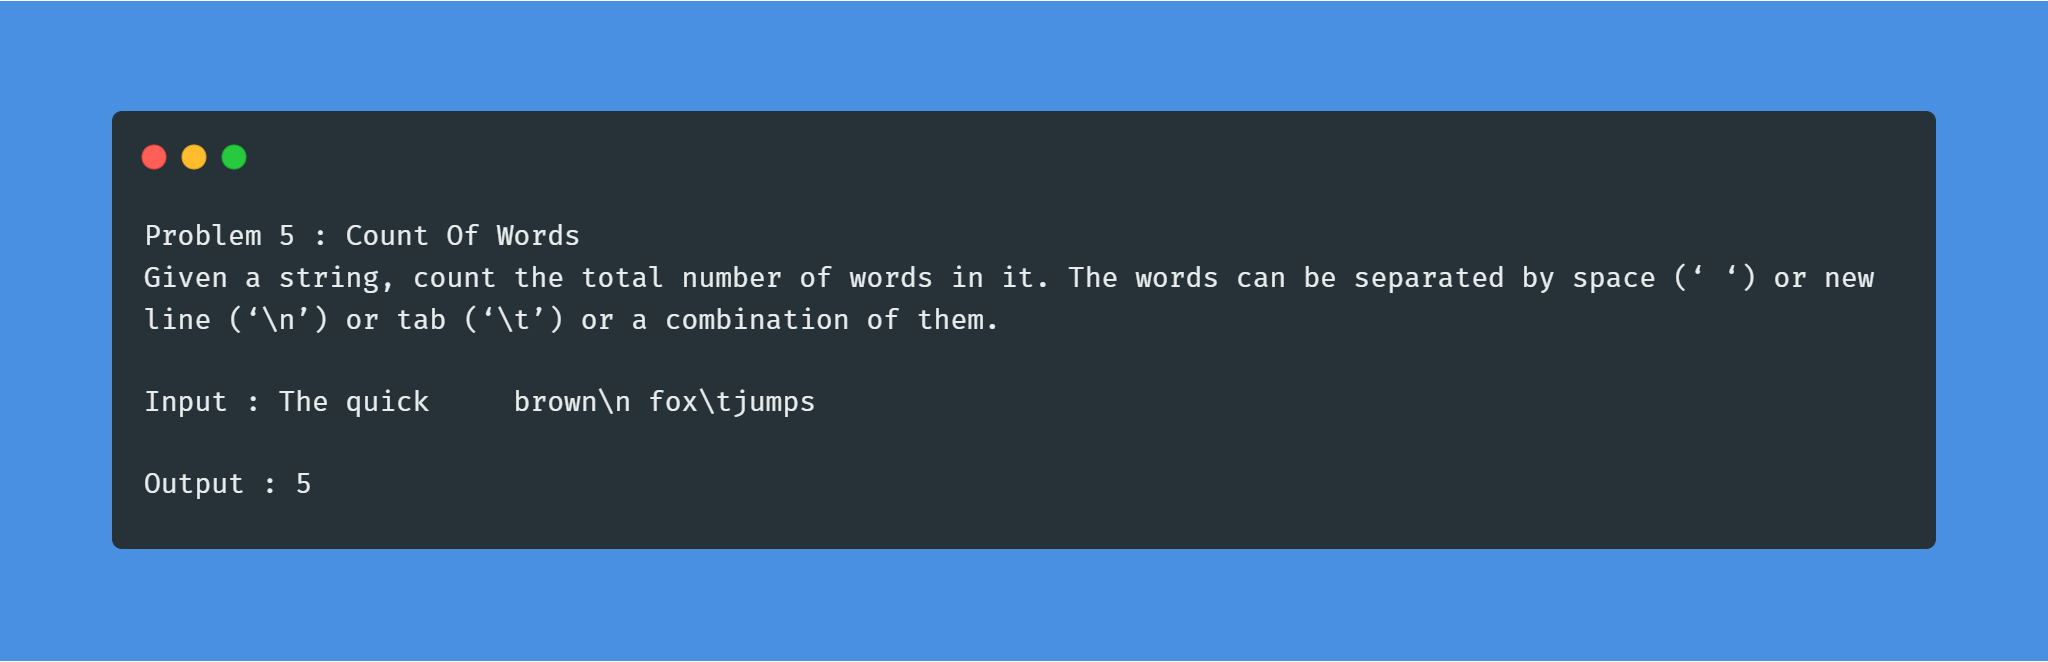 Problem 5 : Count Of Words
Given a string, count the total number of words in it. The words can be separated by space (‘ ‘) or new
line (‘\n’) or tab (‘\t’) or a combination of them.
Input : The quick     brown\n fox\tjumps
Output : 5